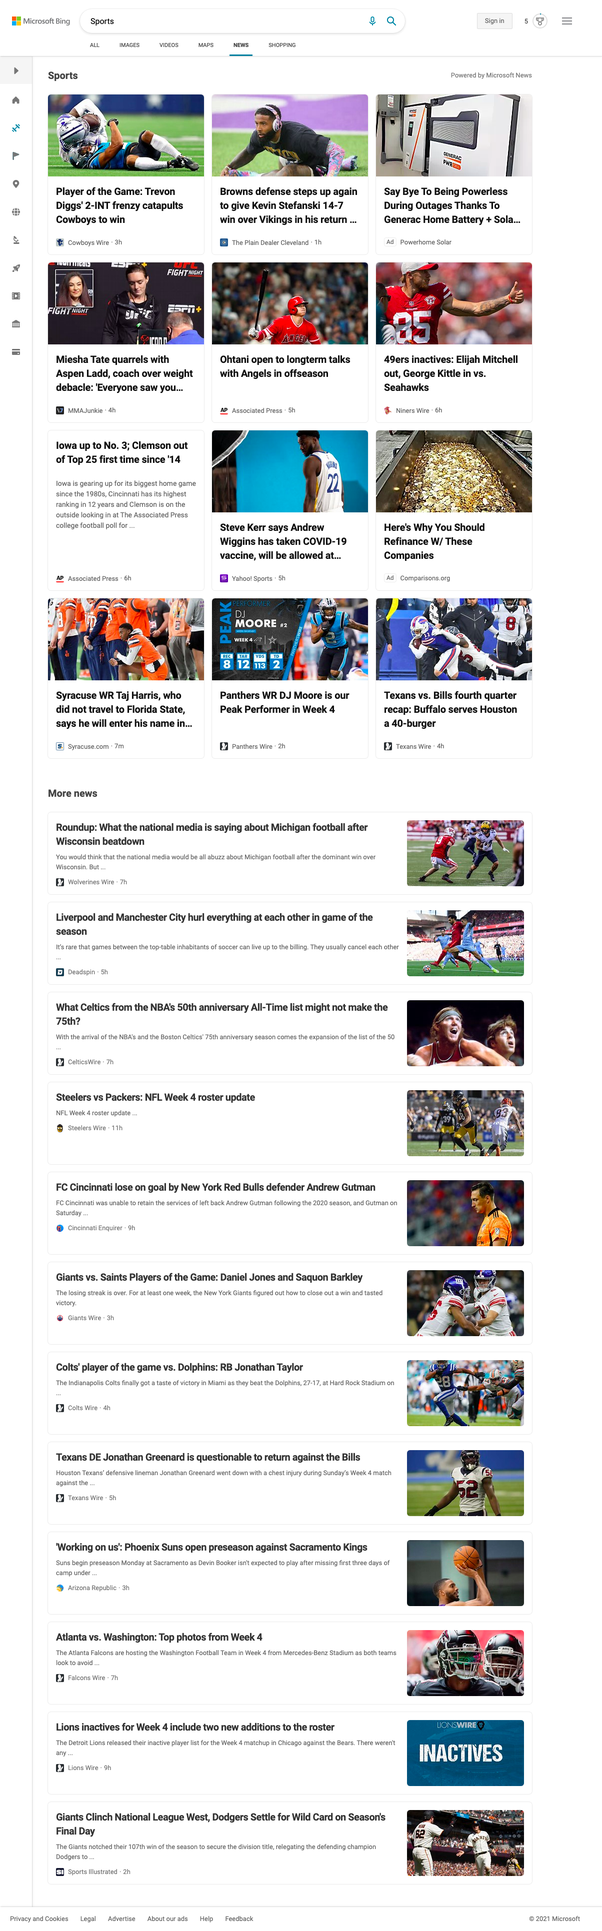 Microsoft Bing
Sports
Sign in
5
ALL IMAGES VIDEOS MAPS NEWS SHOPPING
Sports
Powered by Microsoft News
Player of the Game: Trevon
Diggs' 2-INT frenzy catapults
Cowboys to win
Cowboys Wire · 3h
Browns defense steps up again
to give Kevin Stefanski 14-7
win over Vikings in his return ...
The Plain Dealer Cleveland · 1h
GENERAC
PWR
Say Bye To Being Powerless
During Outages Thanks To
Generac Home Battery + Sola...
Ad Powerhome Solar
ESPN
UFC
FIGHT NIGHT
FIGHT NIGHT
ESPN+
Miesha Tate quarrels with
Aspen Ladd, coach over weight
debacle: 'Everyone saw you...
MMAJunkie · 4h
ANGELS
Ohtani open to longterm talks
with Angels in offseason
AP Associated Press · 5h
85
49ers inactives: Elijah Mitchell
out, George Kittle in vs.
Seahawks
Niners Wire · 6h
Iowa up to No. 3; Clemson out
of Top 25 first time since '14
Iowa is gearing up for its biggest home game
since the 1980s, Cincinnati has its highest
ranking in 12 years and Clemson is on the
outside looking in at The Associated Press
college football poll for ...
AP Associated Press · 6h
22
Steve Kerr says Andrew
Wiggins has taken COVID-19
vaccine, will be allowed at...
Yahoo! Sports · 5h
Here's Why You Should
Refinance W/ These
Companies
Ad Comparisons.org
Syracuse WR Taj Harris, who
did not travel to Florida State,
says he will enter his name in...
Syracuse.com · 7m
PEAK
DJ
MOORE #2
WEEK 4
REC TAR YDS TD
8 12 113 2
Panthers WR DJ Moore is our
Peak Performer in Week 4
Panthers Wire · 2h
8
Texans vs. Bills fourth quarter
recap: Buffalo serves Houston
a 40-burger
Texans Wire · 4h
More news
Roundup: What the national media is saying about Michigan football after
Wisconsin beatdown
You would think that the national media would be all abuzz about Michigan football after the dominant win over
Wisconsin. But ...
Wolverines Wire · 7h
Liverpool and Manchester City hurl everything at each other in game of the
season
It's rare that games between the top-table inhabitants of soccer can live up to the billing. They usually cancel each other
...
Deadspin · 5h
What Celtics from the NBA's 50th anniversary All-Time list might not make the
75th?
With the arrival of the NBA's and the Boston Celtics' 75th anniversary season comes the expansion of the list of the 50
...
CelticsWire · 7h
Steelers vs Packers: NFL Week 4 roster update
NFL Week 4 roster update ...
Steelers Wire · 11h
93
FC Cincinnati lose on goal by New York Red Bulls defender Andrew Gutman
FC Cincinnati was unable to retain the services of left back Andrew Gutman following the 2020 season, and Gutman on
Saturday ...
Cincinnati Enquirer · 9h
Giants vs. Saints Players of the Game: Daniel Jones and Saquon Barkley
The losing streak is over. For at least one week, the New York Giants figured out how to close out a win and tasted
victory.
Giants Wire · 3h
Colts' player of the game vs. Dolphins: RB Jonathan Taylor
The Indianapolis Colts finally got a taste of victory in Miami as they beat the Dolphins, 27-17, at Hard Rock Stadium on
...
Colts Wire · 4h
28
Texans DE Jonathan Greenard is questionable to return against the Bills
Houston Texans' defensive lineman Jonathan Greenard went down with a chest injury during Sunday's Week 4 match
against the ...
Texans Wire · 5h
52
'Working on us': Phoenix Suns open preseason against Sacramento Kings
Suns begin preseason Monday at Sacramento as Devin Booker isn't expected to play after missing first three days of
camp under ...
Arizona Republic · 3h
Atlanta vs. Washington: Top photos from Week 4
The Atlanta Falcons are hosting the Washington Football Team in Week 4 from Mercedes-Benz Stadium as both teams
look to avoid ...
Falcons Wire · 7h
Lions inactives for Week 4 include two new additions to the roster
The Detroit Lions released their inactive player list for the Week 4 matchup in Chicago against the Bears. There weren't
any ...
Lions Wire · 9h
LIONSWIRE
INACTIVES
Giants Clinch National League West, Dodgers Settle for Wild Card on Season's
Final Day
The Giants notched their 107th win of the season to secure the division title, relegating the defending champion
Dodgers to ...
SI Sports Illustrated · 2h
Privacy and Cookies Legal Advertise About our ads Help Feedback
© 2021 Microsoft